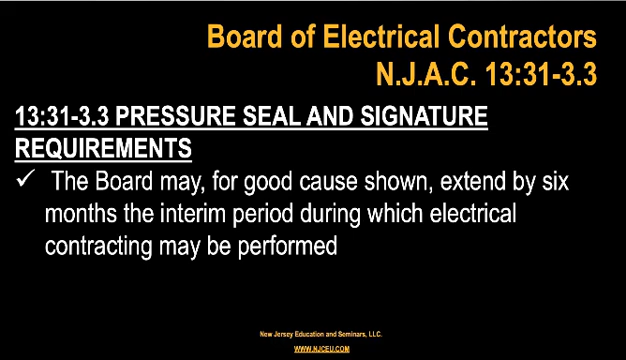 Board of Electrical Contractors
N.J.A.C. 13:31-3.3
13:31-3.3 PRESSURE SEAL AND SIGNATURE
REQUIREMENTS
✓ The Board may, for good cause shown, extend by six
months the interim period during which electrical
contracting may be performed
New Jersey Education and Seminars, LLC.
WWW.NJCEU.COM